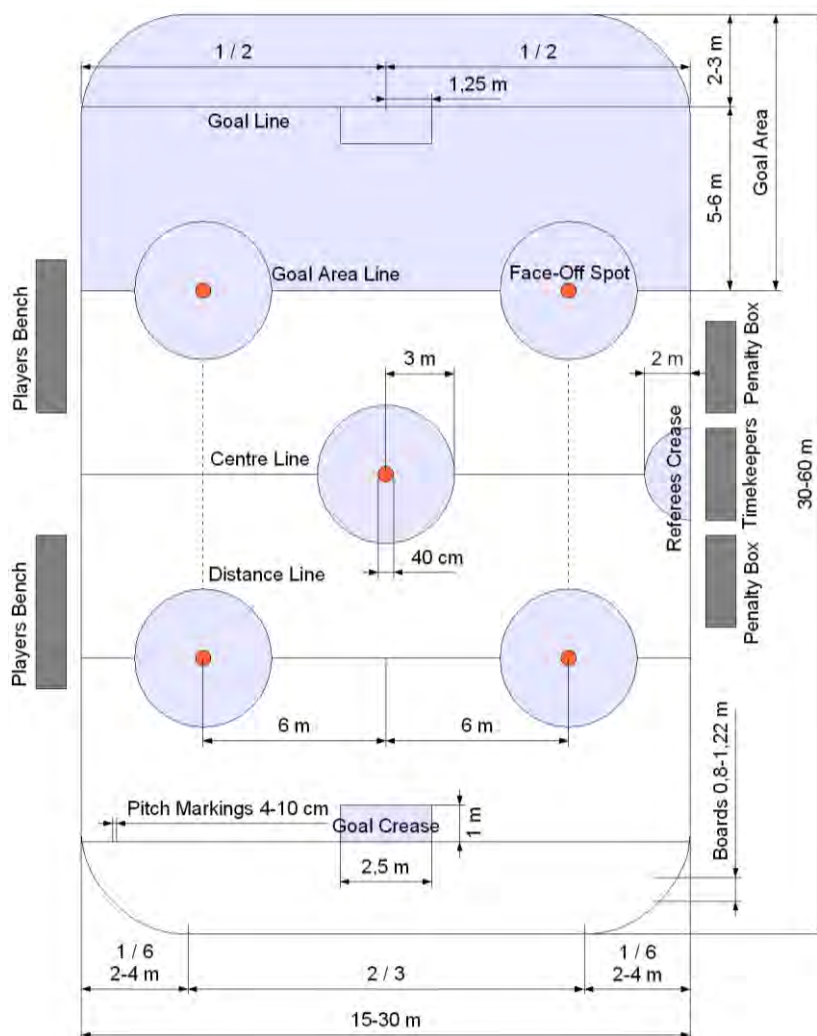 1 / 2
1 / 2
2-3 m
1,25 m
Goal Line
Goal Area
5-6 m
Goal Area Line
Face-Off Spot
Players Bench
3 m
2 m
Penalty Box
Centre Line
Referees Crease
Timekeepers
30-60 m
40 cm
Distance Line
Players Bench
Penalty Box
6 m
6 m
Boards 0,8-1,22 m
Pitch Markings 4-10 cm
Goal Crease
1 m
2,5 m
1 / 6
2-4 m
2 / 3
1 / 6
2-4 m
15-30 m